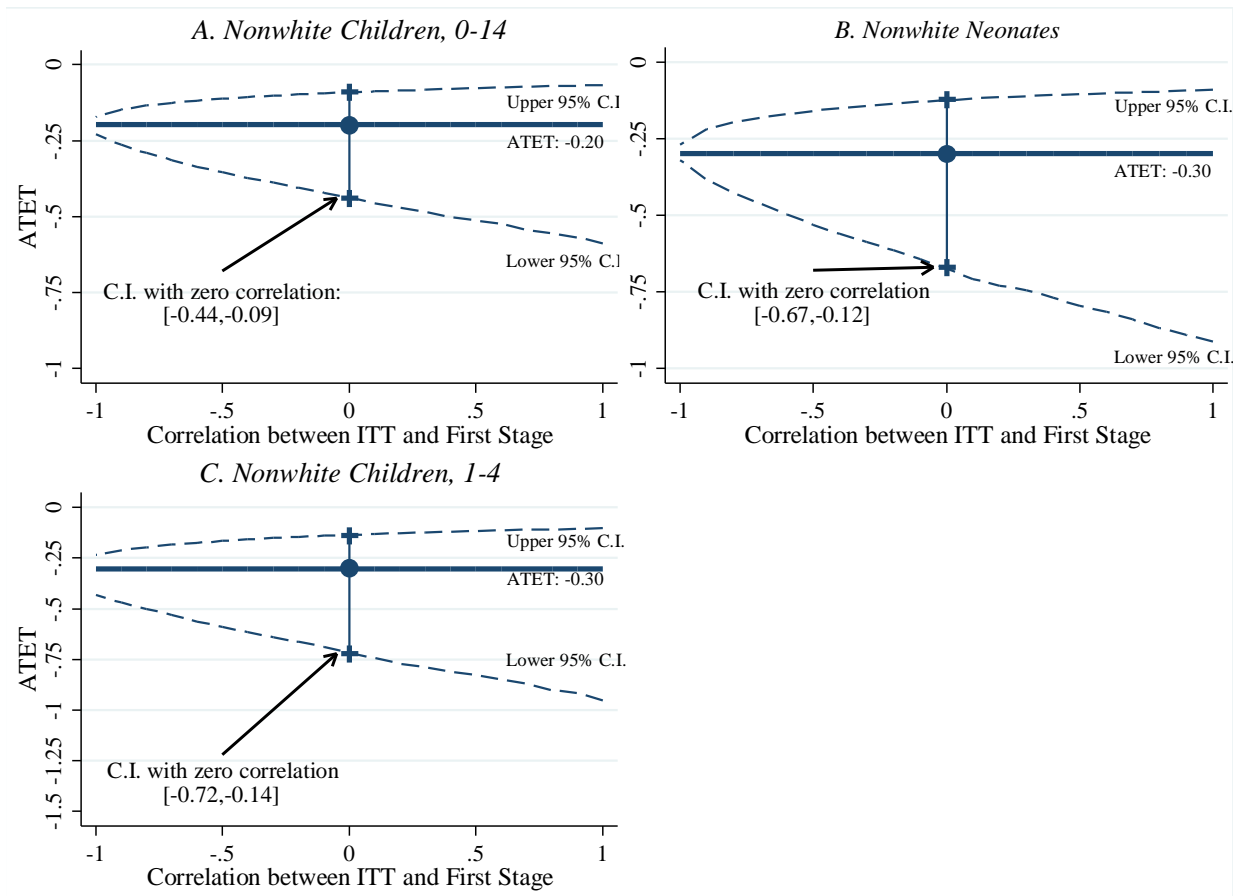 A. Nonwhite Children, 0-14
0
-.25
-.5
-.75
-1
ATET
Upper 95% C.I
ATET: -0.20
Lower 95% C.I
C.I. with zero correlation:
[-0.44,-0.09]
-1
-.5
0
.5
1
Correlation between ITT and First Stage
B. Nonwhite Neonates
0
-.25
-.5
-.75
-1
Upper 95% C.I.
ATET: -0.30
Lower 95% C.I.
C.I. with zero correlation
[-0.67,-0.12]
-1
-.5
0
.5
1
Correlation between ITT and First Stage
C. Nonwhite Children, 1-4
0
-.25
-.5
-.75
-1
-1.25
-1.5
ATET
Upper 95% C.I.
ATET: -0.30
Lower 95% C.I.
C.I. with zero correlation
[-0.72,-0.14]
-1
-.5
0
.5
1
Correlation between ITT and First Stage